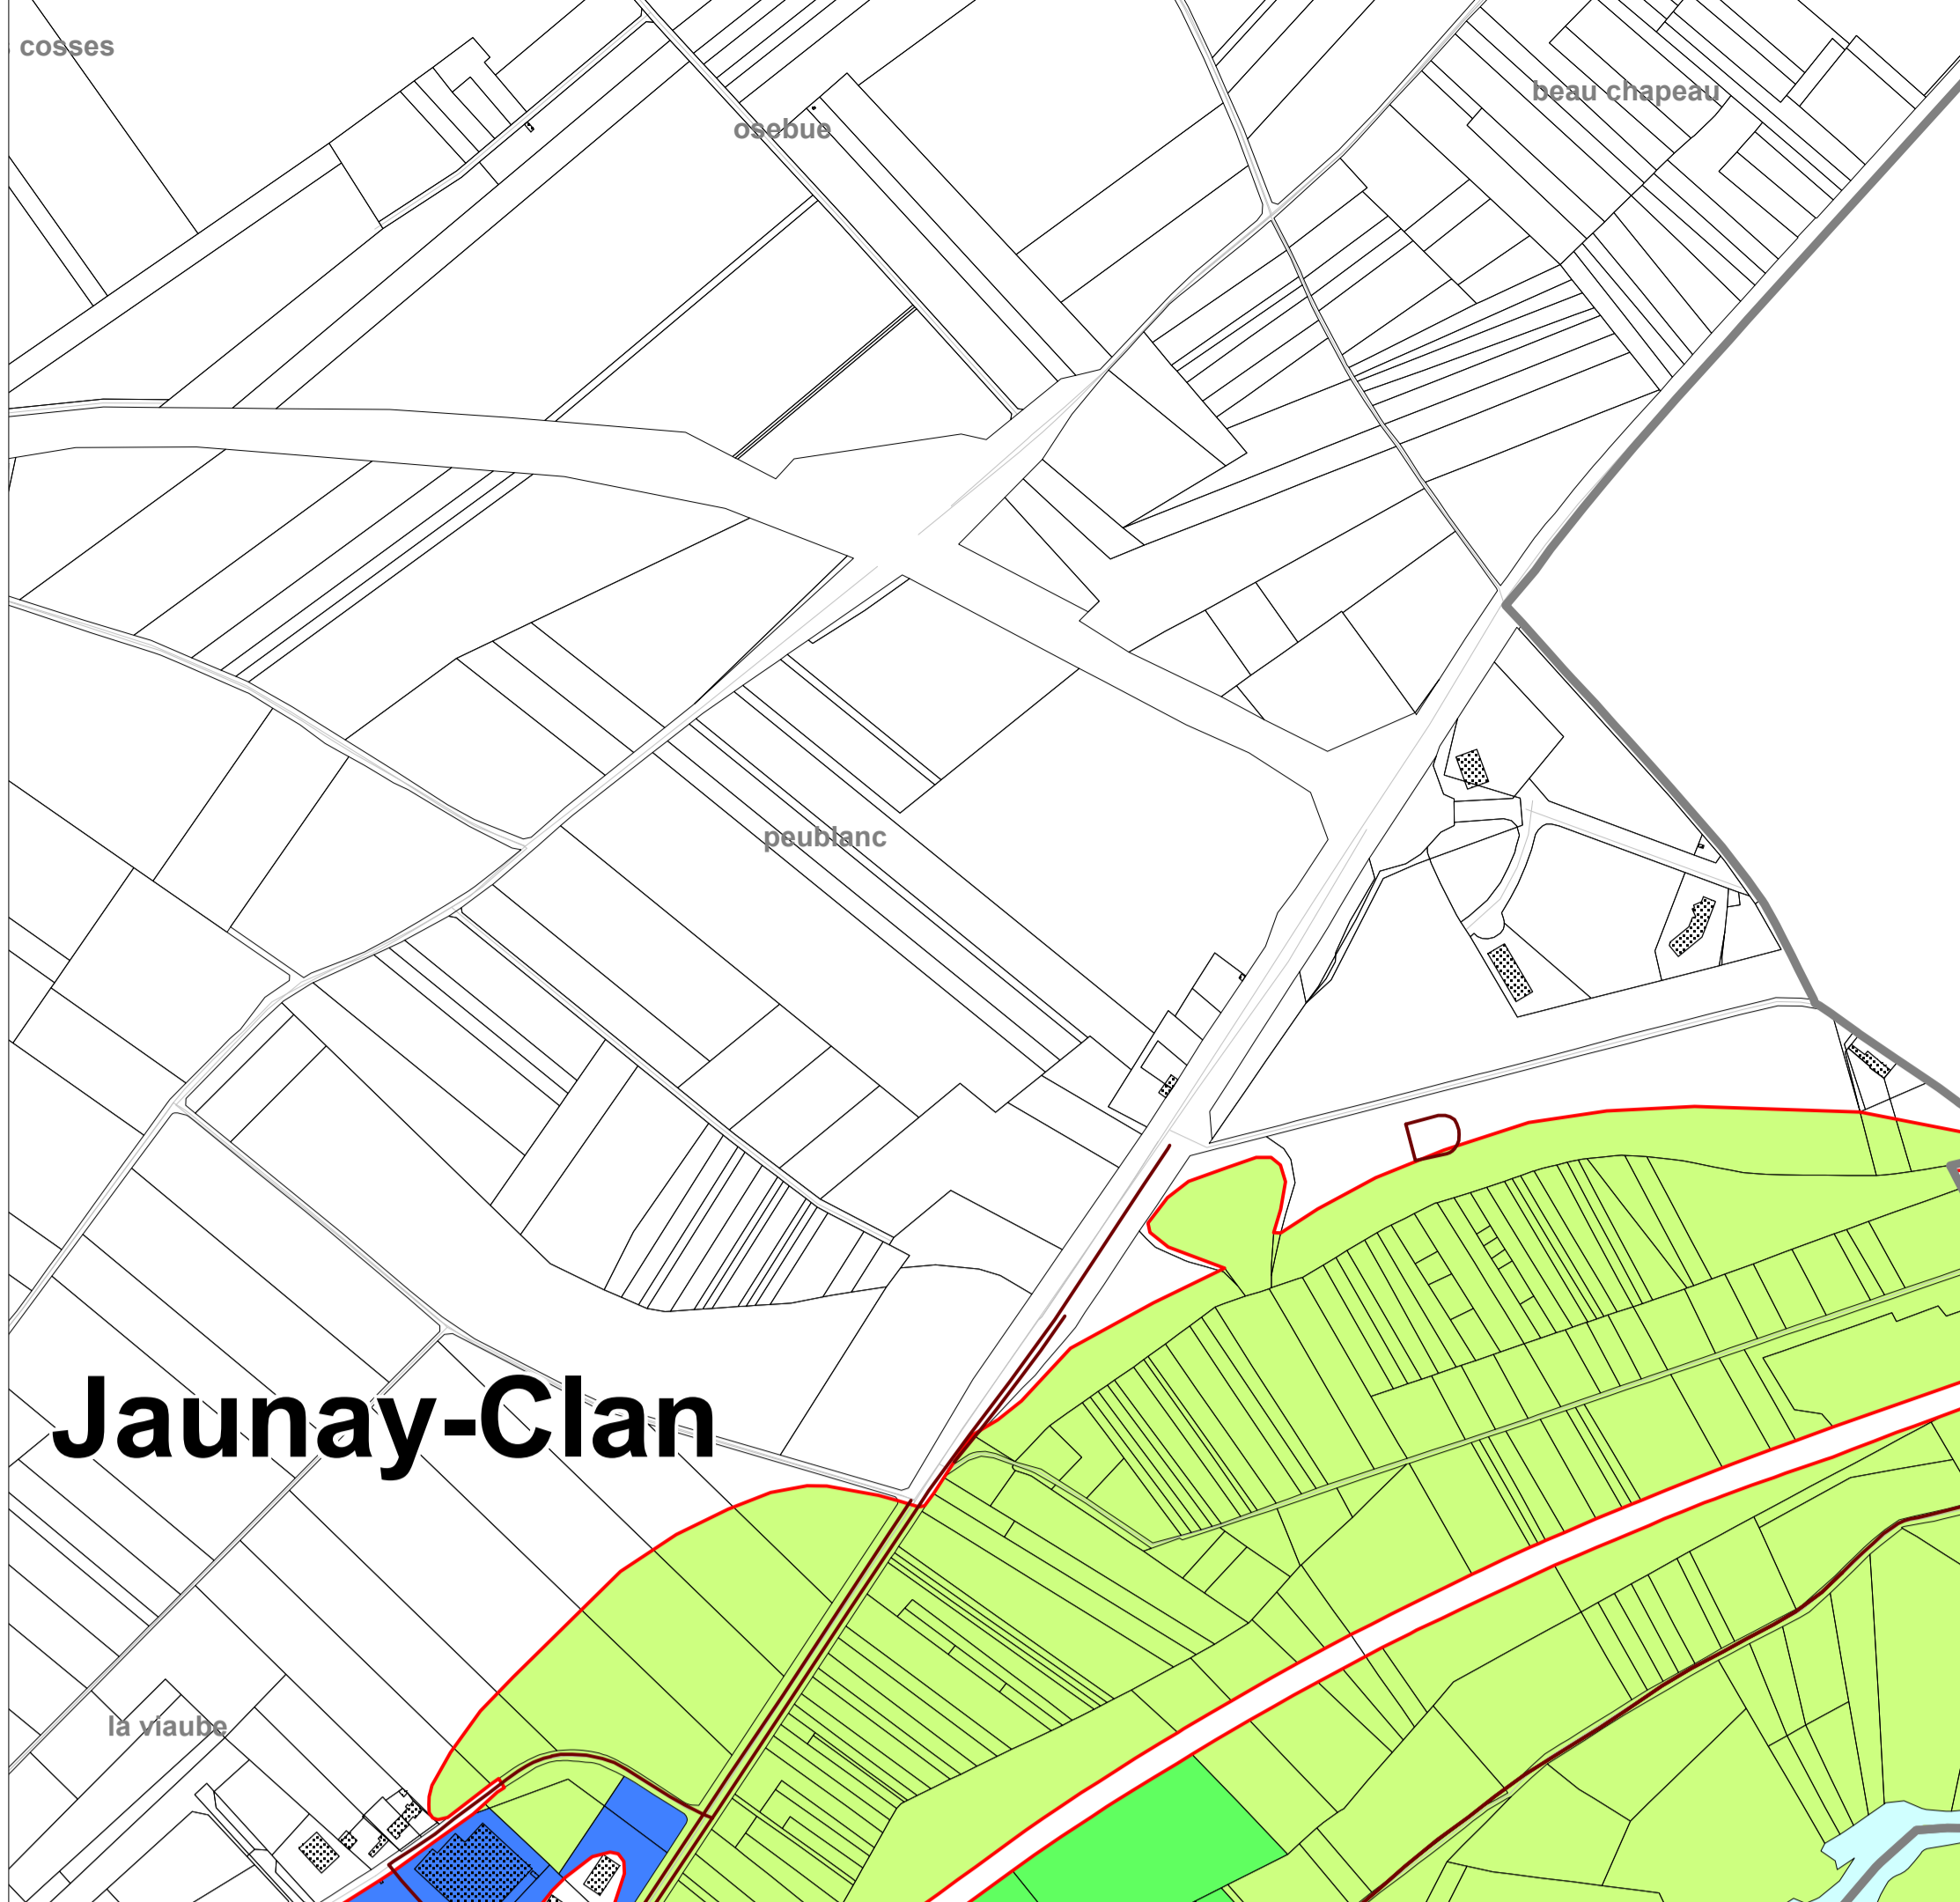 cosses
beau chapeau
osebue
peublanc
Jaunay-Clan
la viaube